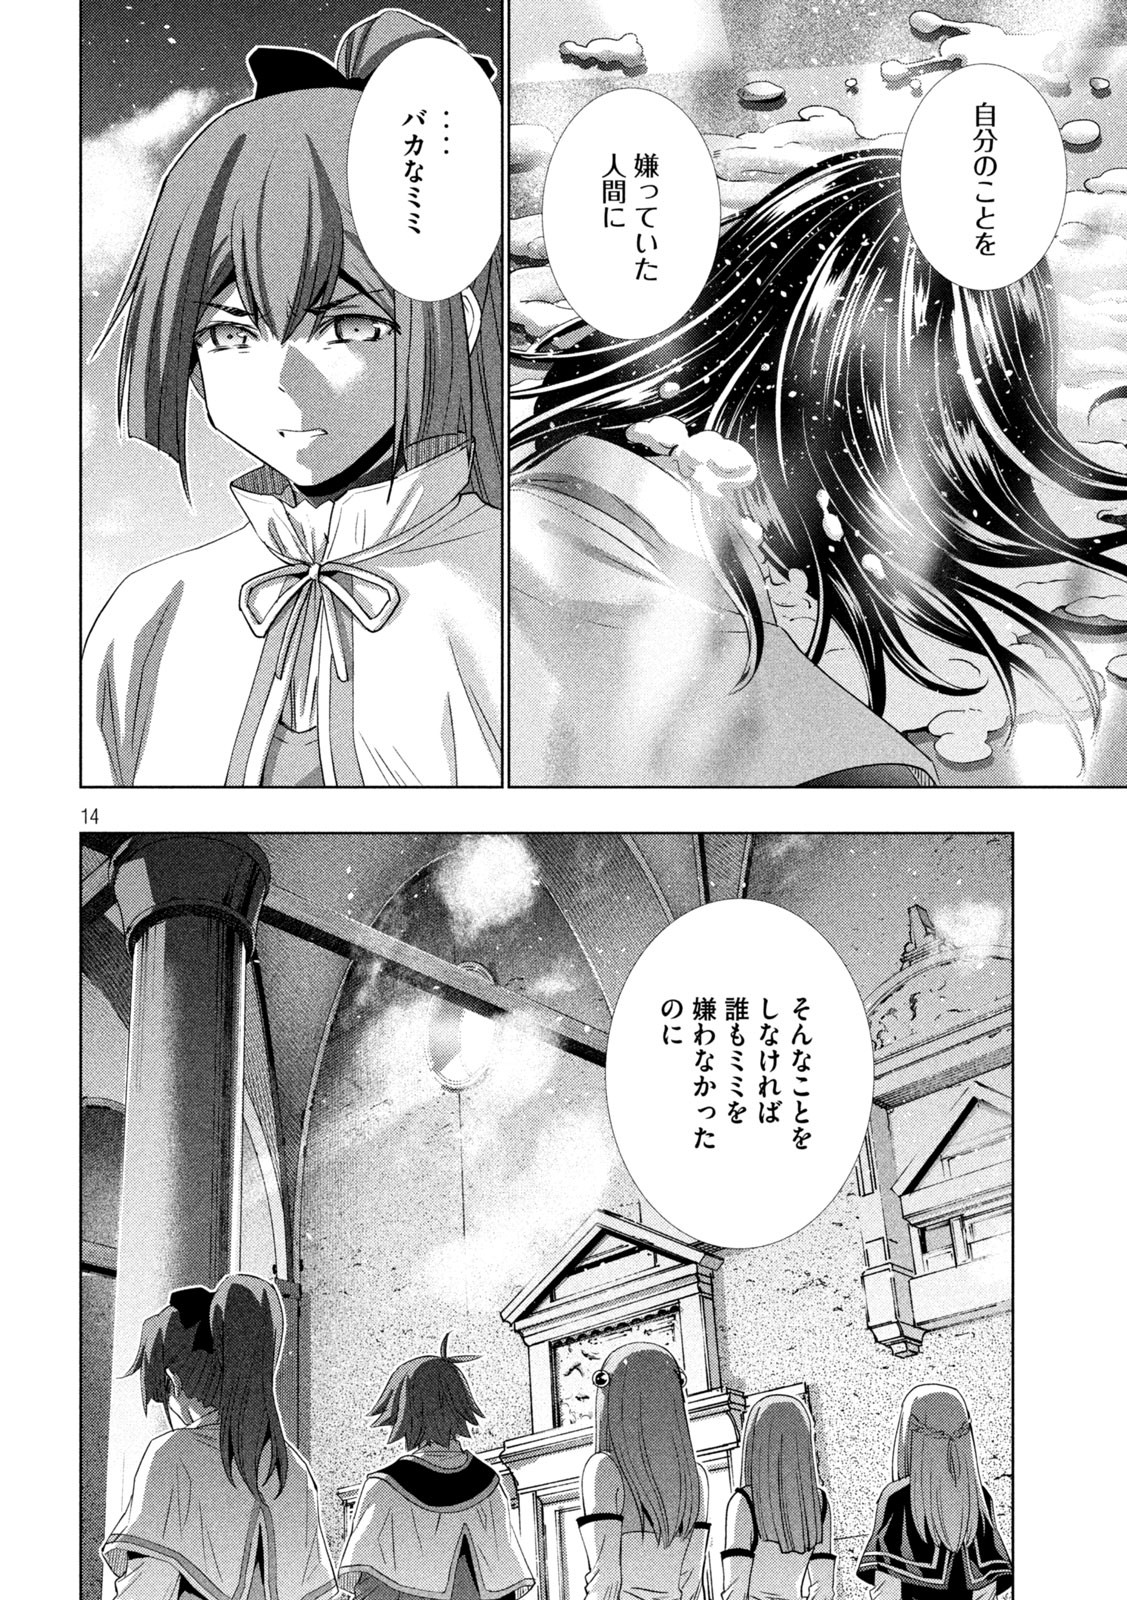 自分のことを
嫌っていた
人間に
‥‥
バカなミミ
14
そんなことを
しなければ
誰もミミを
嫌わなかった
のに